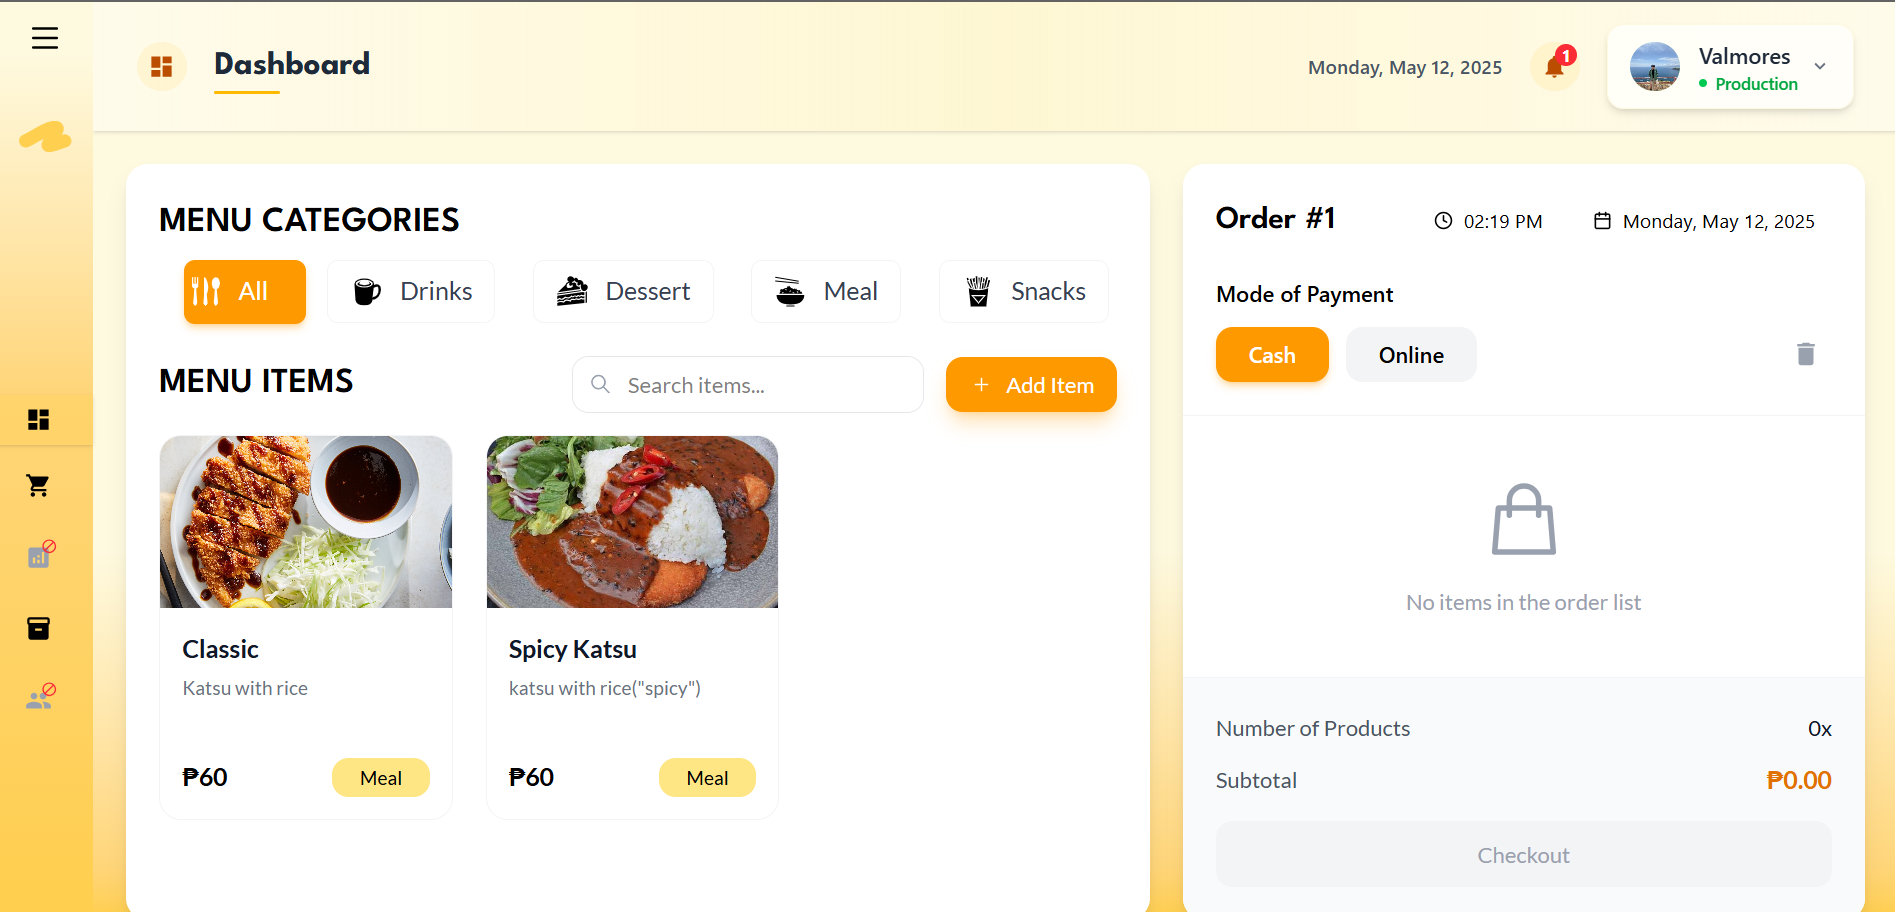 Dashboard
Monday, May 12, 2025
1
Valmores
Production
MENU CATEGORIES
All
Drinks
Dessert
Meal
Snacks
MENU ITEMS
Search items...
+ Add Item
Classic
Katsu with rice
₱60
Meal
Spicy Katsu
katsu with rice("spicy")
₱60
Meal
Order #1
02:19 PM
Monday, May 12, 2025
Mode of Payment
Cash
Online
No items in the order list
Number of Products
0x
Subtotal
₱0.00
Checkout